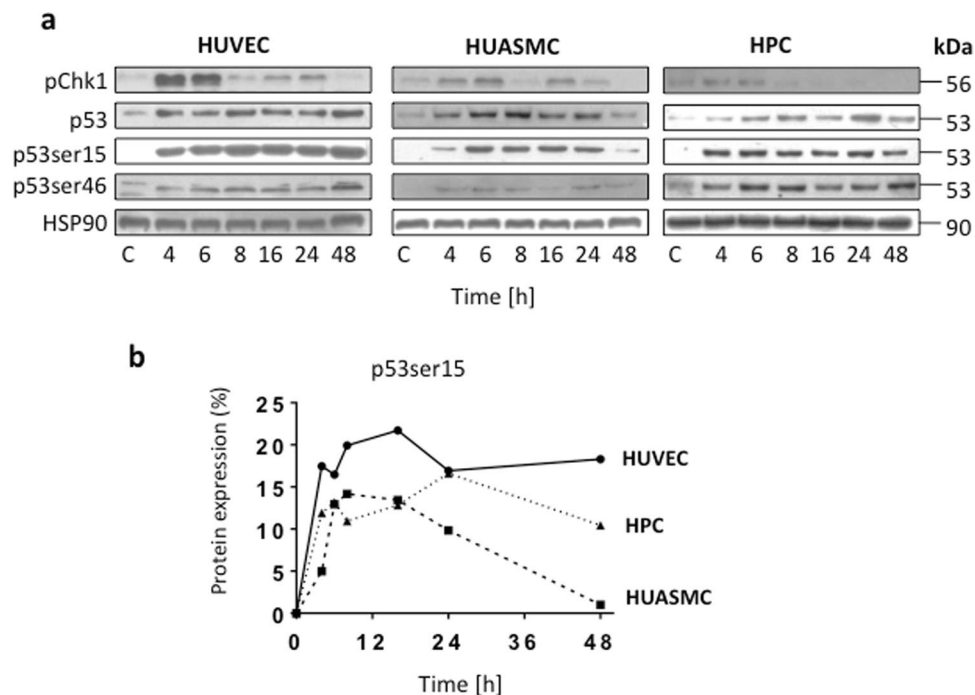 a
HUVEC HUASMC HPC kDa
pChk1 56
p53 53
p53ser15 53
p53ser46 53
HSP90 90
C 4 6 8 16 24 48 C 4 6 8 16 24 48 C 4 6 8 16 24 48
Time [h]
b
p53ser15
Protein expression (%)
25
20
15
10
5
0
HUVEC
HPC
HUASMC
0 12 24 36 48
Time [h]